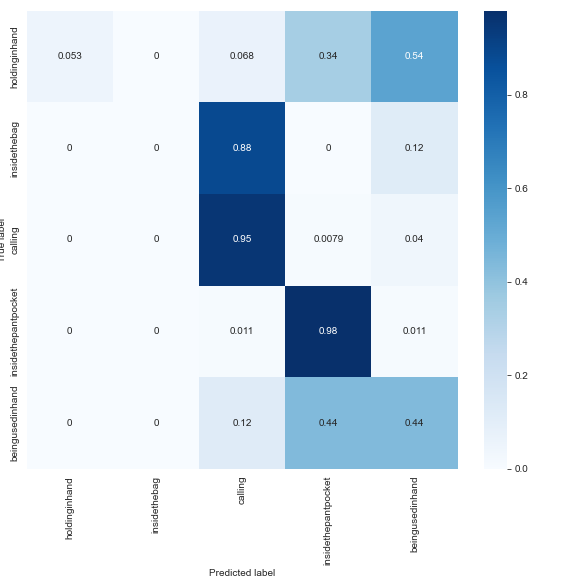 holdinginhand 0.053 0 0.068 0.34 0.54
insidethebag 0 0 0.88 0 0.12
calling 0 0 0.95 0.0079 0.04
insidethepantpocket 0 0 0.011 0.98 0.011
beingusedinhand 0 0 0.12 0.44 0.44
True label
holdinginhand insidethebag calling insidethepantpocket beingusedinhand
Predicted label
0.8
0.6
0.4
0.2
0.0